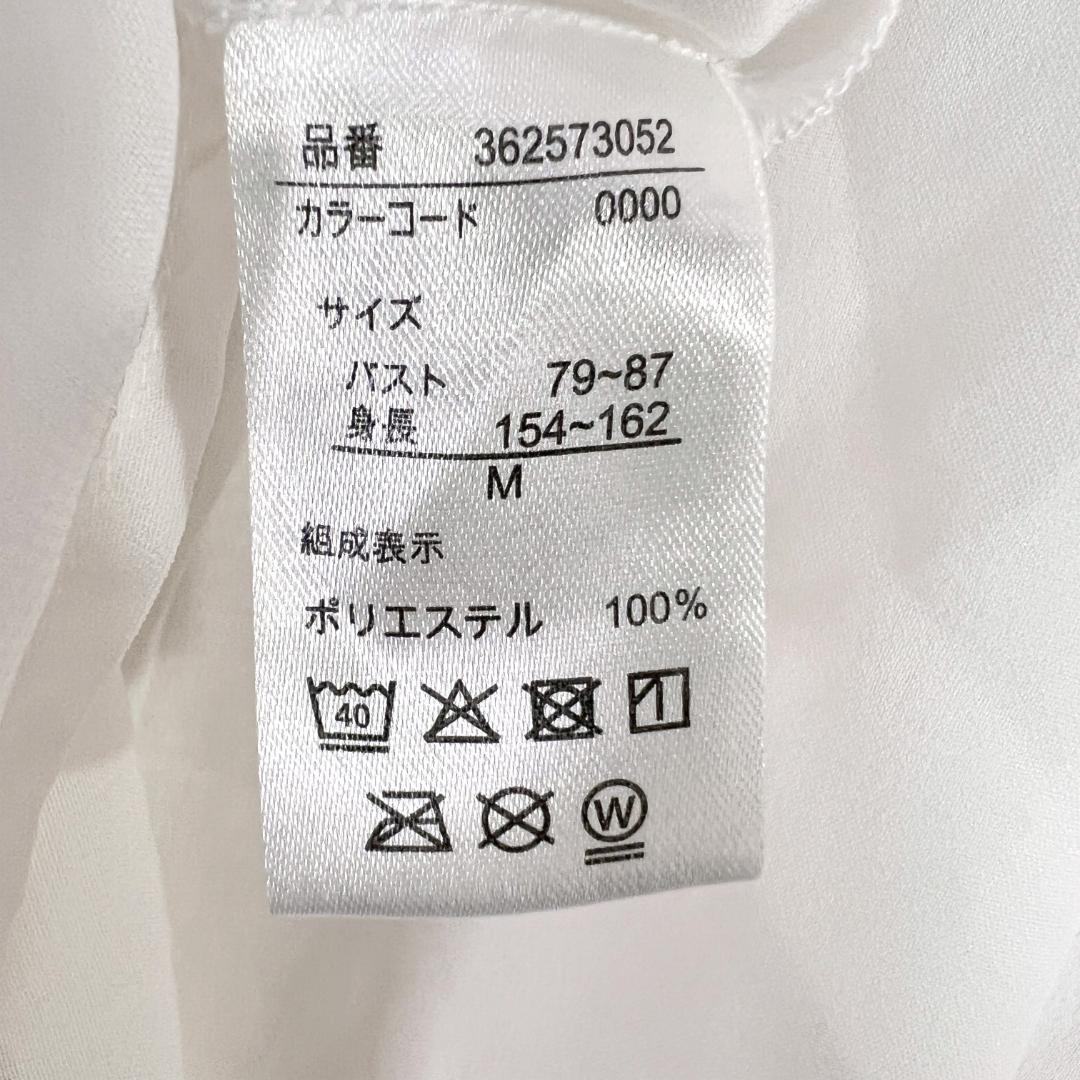 品番 362573052
カラーコード 0000
サイズ
バスト 79~87
身長 154~162
M
組成表示
ポリエステル 100%
40
W